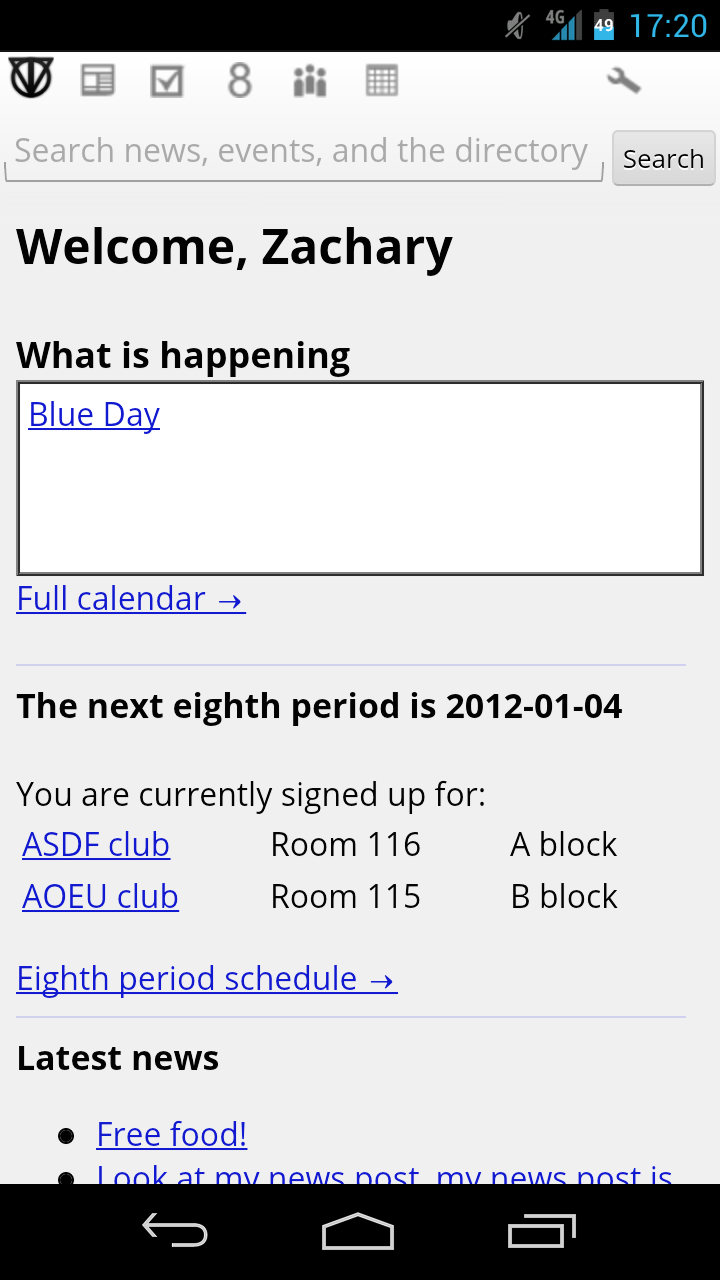 4G 49 17:20
8
Search news, events, and the directory Search
Welcome, Zachary
What is happening
Blue Day
Full calendar →
The next eighth period is 2012-01-04
You are currently signed up for:
ASDF club Room 116 A block
AOEU club Room 115 B block
Eighth period schedule →
Latest news
Free food!
Look at my news post, my news post is